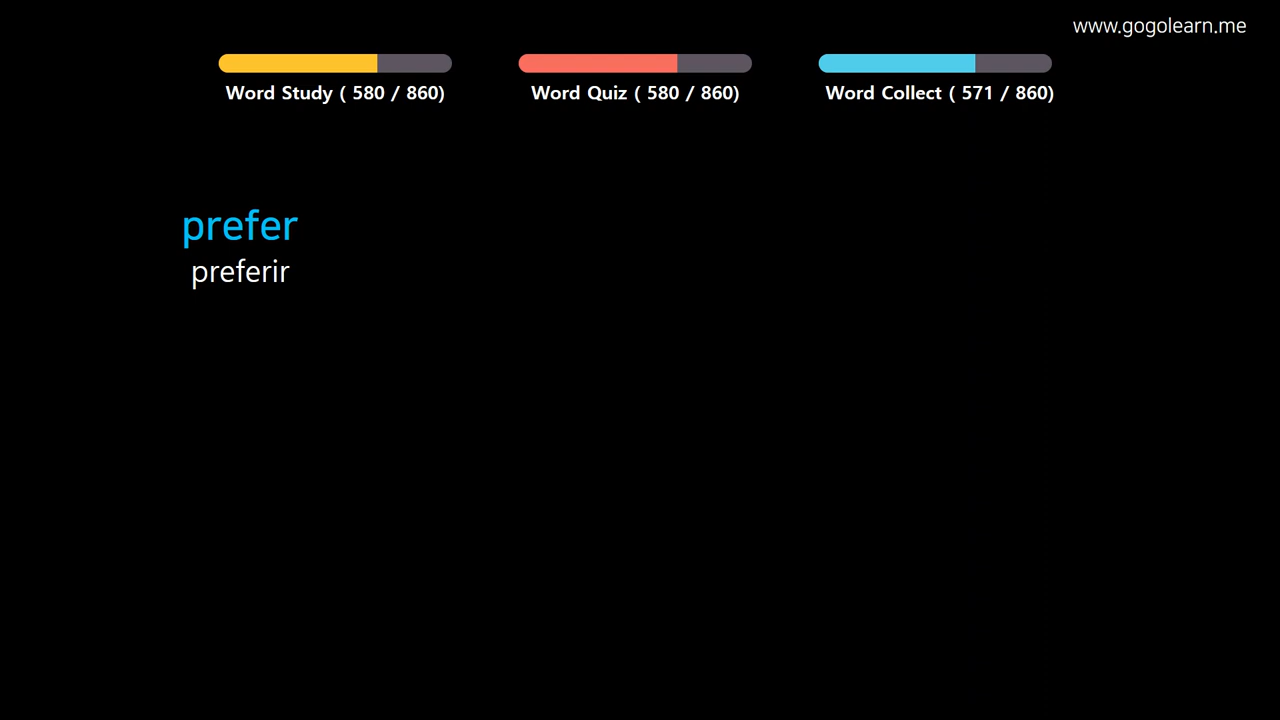 www.gogolearn.me
Word Study ( 580 / 860)
Word Quiz ( 580 / 860)
Word Collect ( 571 / 860)
prefer
preferir